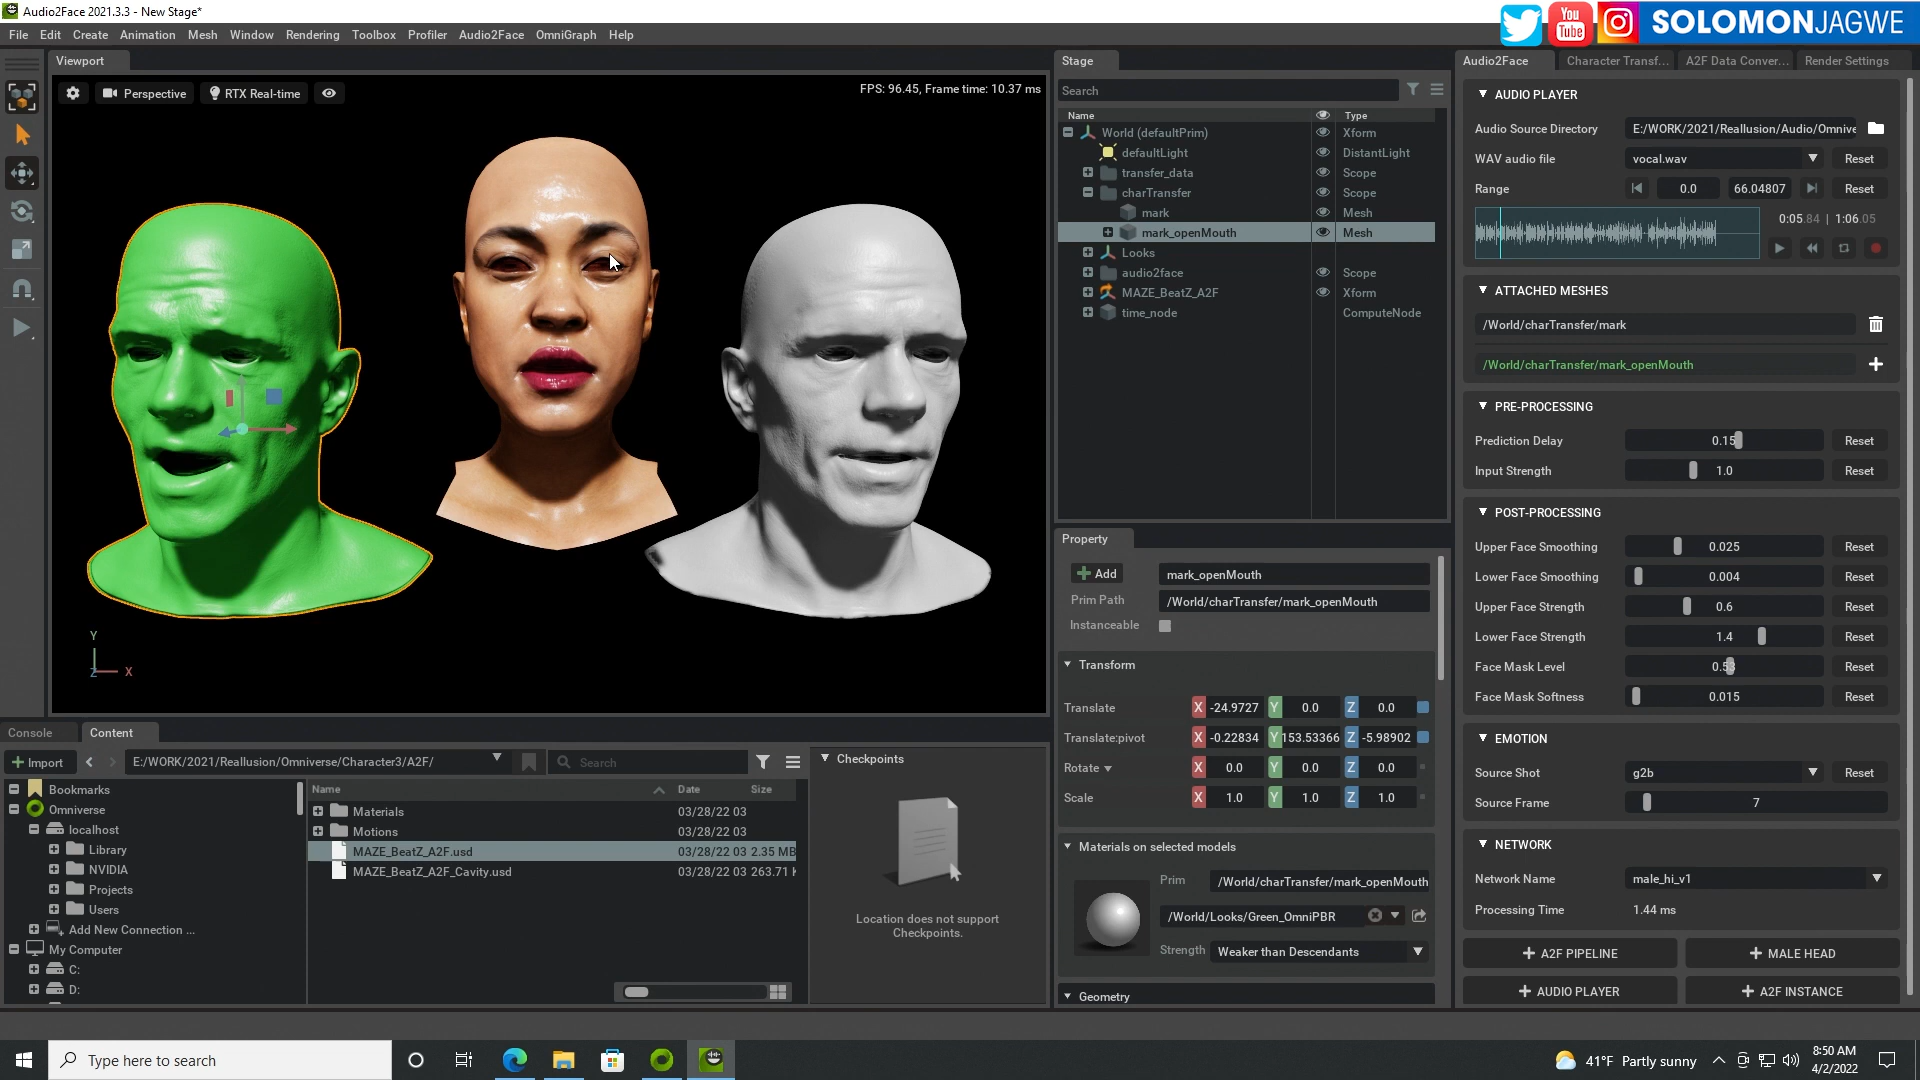 Audio2Face 2021.3.3 - New Stage*
File Edit Create Animation Mesh Window Rendering Toolbox Profiler Audio2Face OmniGraph Help
You Tube
SOLOMONJAGWE
Viewport
Perspective
RTX Real-time
FPS: 96.45, Frame time: 10.37 ms
Y
Z X
Stage
Search
Name Type
World (defaultPrim) Xform
defaultLight DistantLight
transfer_data Scope
charTransfer Scope
mark Mesh
mark_openMouth Mesh
Looks
audio2face Scope
MAZE_BeatZ_A2F Xform
time_node ComputeNode
Property
Add mark_openMouth
Prim Path /World/charTransfer/mark_openMouth
Instanceable
Transform
Translate X -24.9727 Y 0.0 Z 0.0
Translate:pivot X -0.22834 Y 153.53366 Z -5.98902
Rotate X 0.0 Y 0.0 Z 0.0
Scale X 1.0 Y 1.0 Z 1.0
Materials on selected models
Prim /World/charTransfer/mark_openMouth
/World/Looks/Green_OmniPBR
Strength Weaker than Descendants
Geometry
Audio2Face Character Transf... A2F Data Conver... Render Settings
AUDIO PLAYER
Audio Source Directory E:/WORK/2021/Reallusion/Audio/Omnive
WAV audio file vocal.wav Reset
Range 0.0 66.04807 Reset
0:05.84 | 1:06.05
ATTACHED MESHES
/World/charTransfer/mark
/World/charTransfer/mark_openMouth
PRE-PROCESSING
Prediction Delay 0.15 Reset
Input Strength 1.0 Reset
POST-PROCESSING
Upper Face Smoothing 0.025 Reset
Lower Face Smoothing 0.004 Reset
Upper Face Strength 0.6 Reset
Lower Face Strength 1.4 Reset
Face Mask Level 0.53 Reset
Face Mask Softness 0.015 Reset
EMOTION
Source Shot g2b Reset
Source Frame 7
NETWORK
Network Name male_hi_v1
Processing Time 1.44 ms
A2F PIPELINE MALE HEAD
AUDIO PLAYER A2F INSTANCE
Console Content
Import E:/WORK/2021/Reallusion/Omniverse/Character3/A2F/ Search
Bookmarks
Omniverse
localhost
Library
NVIDIA
Projects
Users
Add New Connection ...
My Computer
C:
D:
Name Date Size
Materials 03/28/22 03
Motions 03/28/22 03
MAZE_BeatZ_A2F.usd 03/28/22 03 2.35 MB
MAZE_BeatZ_A2F_Cavity.usd 03/28/22 03 263.71
Checkpoints
Location does not support
Checkpoints.
Type here to search
41°F Partly sunny
8:50 AM
4/2/2022